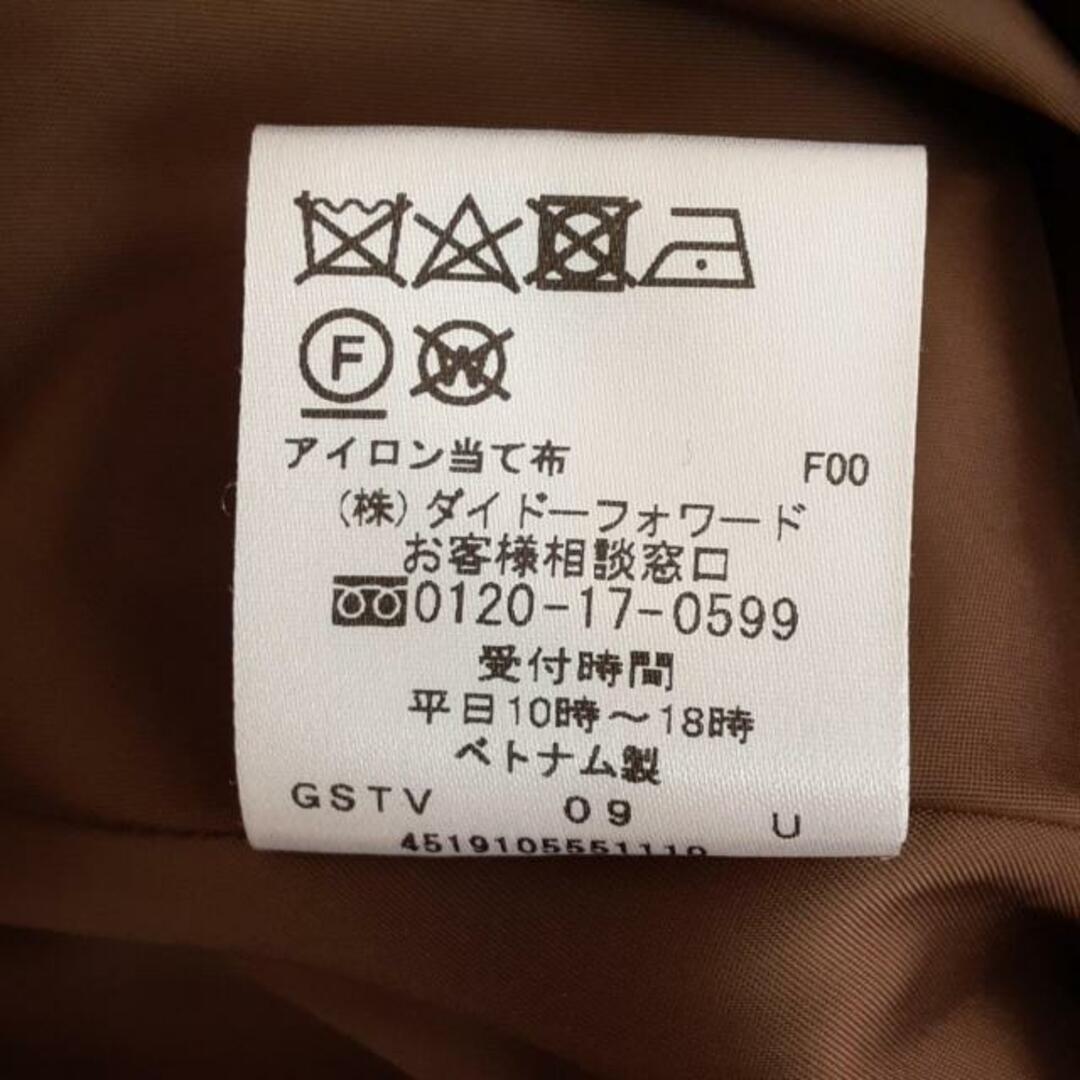 F W
アイロン当て布 F00
(株)ダイドーフォワード
お客様相談窓口
0120-17-0599
受付時間
平日10時～18時
ベトナム製
GSTV 09 U